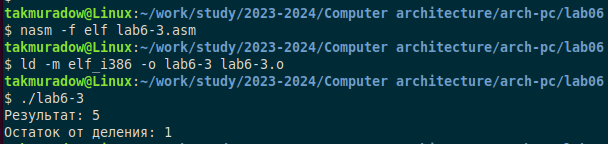 takmuradow@Linux:~/work/study/2023-2024/Computer architecture/arch-pc/lab06
$ nasm -f elf lab6-3.asm
takmuradow@Linux:~/work/study/2023-2024/Computer architecture/arch-pc/lab06
$ ld -m elf_i386 -o lab6-3 lab6-3.o
takmuradow@Linux:~/work/study/2023-2024/Computer architecture/arch-pc/lab06
$ ./lab6-3
Результат: 5
Остаток от деления: 1